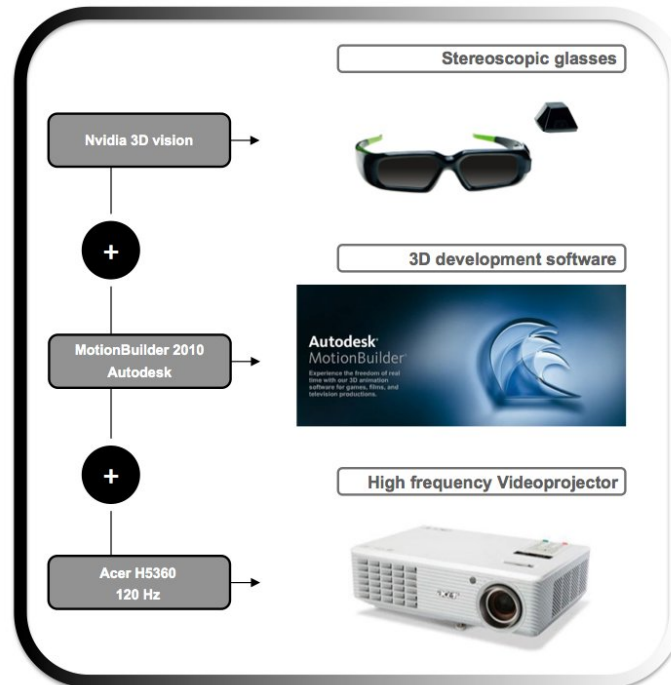 Stereoscopic glasses
Nvidia 3D vision
+
3D development software
MotionBuilder 2010
Autodesk
Autodesk®
MotionBuilder®
Experience the freedom of real
time with our 3D animation
software for games, films, and
television productions.
+
High frequency Videoprojector
Acer H5360
120 Hz
acer